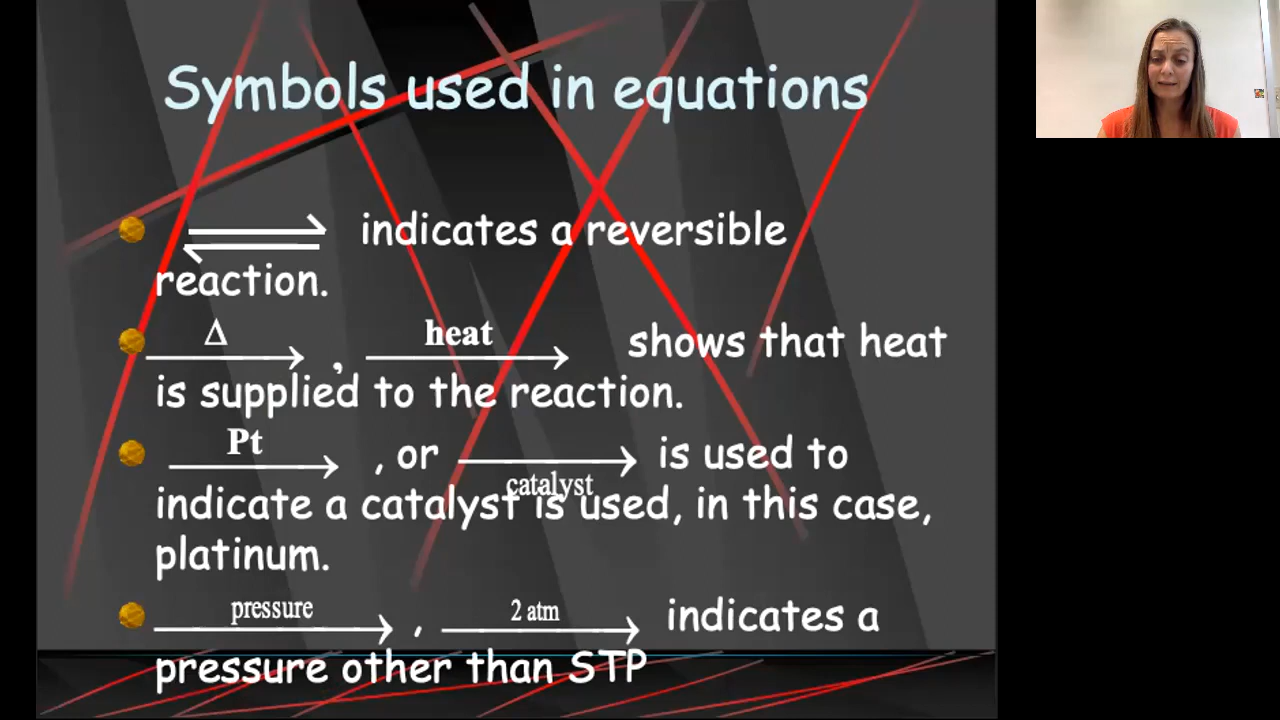 Symbols used in equations
⇌ indicates a reversible
reaction.
Δ → , heat → shows that heat
is supplied to the reaction.
Pt → , or → catalyst is used to
indicate a catalyst is used, in this case,
platinum.
pressure → , 2 atm → indicates a
pressure other than STP